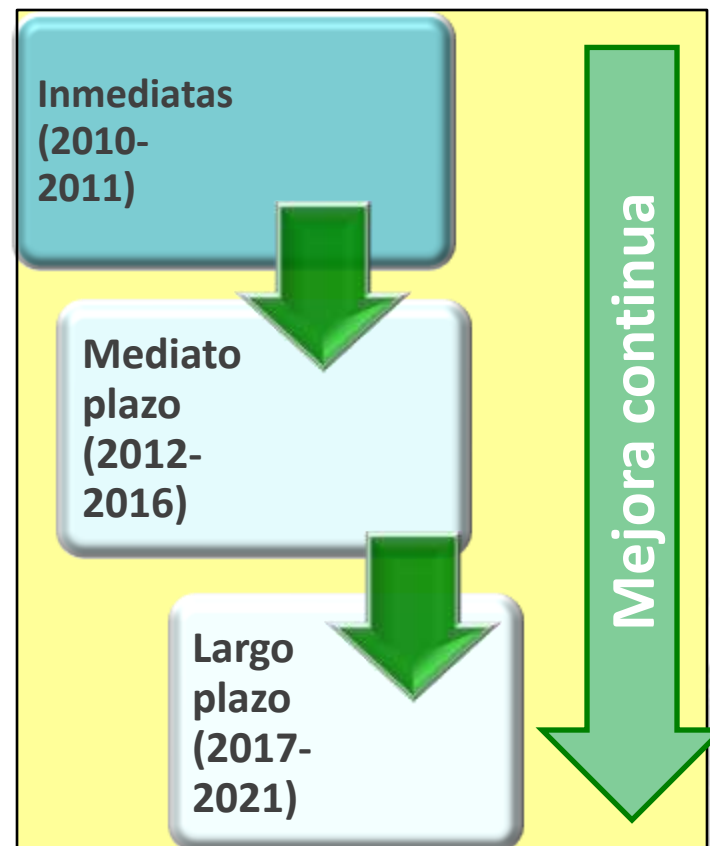 Inmediatas
(2010-
2011)
Mediato
plazo
(2012-
2016)
Largo
plazo
(2017-
2021)
Mejora continua